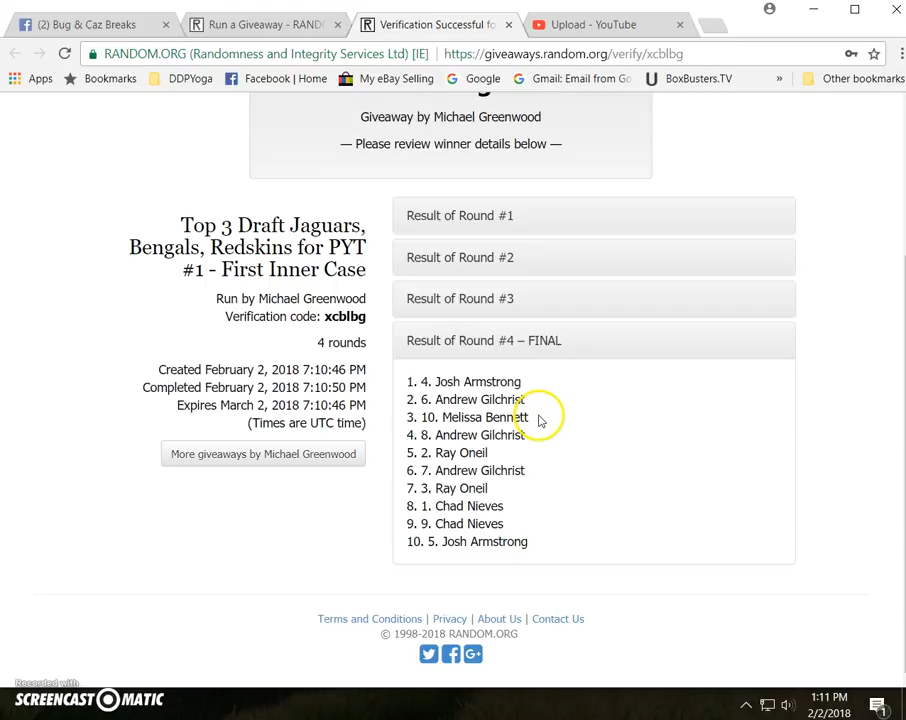 (2) Bug & Caz Breaks
Run a Giveaway - RAND
Verification Successful fo
Upload - YouTube
RANDOM.ORG (Randomness and Integrity Services Ltd) [IE]
https://giveaways.random.org/verify/xcblbg
Apps
Bookmarks
DDPYoga
Facebook | Home
My eBay Selling
Google
Gmail: Email from Go
BoxBusters.TV
»
Other bookmarks
Giveaway by Michael Greenwood
— Please review winner details below —
Top 3 Draft Jaguars,
Bengals, Redskins for PYT
#1 - First Inner Case
Run by Michael Greenwood
Verification code: xcblbg
4 rounds
Created February 2, 2018 7:10:46 PM
Completed February 2, 2018 7:10:50 PM
Expires March 2, 2018 7:10:46 PM
(Times are UTC time)
More giveaways by Michael Greenwood
Result of Round #1
Result of Round #2
Result of Round #3
Result of Round #4 – FINAL
1. 4. Josh Armstrong
2. 6. Andrew Gilchrist
3. 10. Melissa Bennett
4. 8. Andrew Gilchrist
5. 2. Ray Oneil
6. 7. Andrew Gilchrist
7. 3. Ray Oneil
8. 1. Chad Nieves
9. 9. Chad Nieves
10. 5. Josh Armstrong
Terms and Conditions | Privacy | About Us | Contact Us
© 1998-2018 RANDOM.ORG
Recorded with
SCREENCAST-O-MATIC
1:11 PM
2/2/2018
1